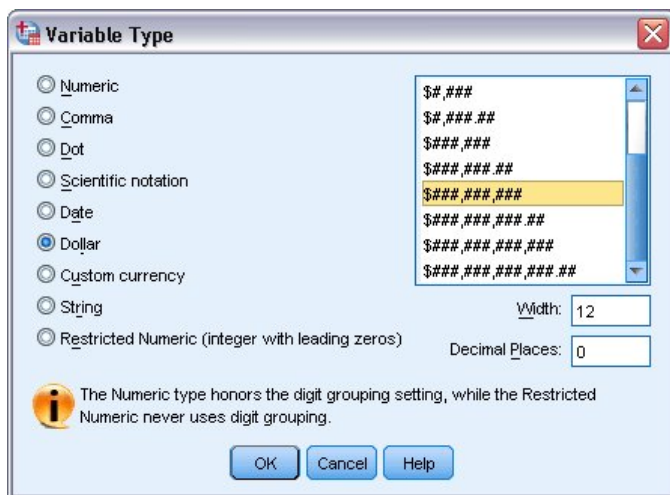 Variable Type
Numeric
Comma
Dot
Scientific notation
Date
Dollar
Custom currency
String
Restricted Numeric (integer with leading zeros)
$#,###
$#,###.##
$###,###
$###,###.##
$###,###,###
$###,###,###.##
$###,###,###,###
$###,###,###,###.##
Width: 12
Decimal Places: 0
The Numeric type honors the digit grouping setting, while the Restricted
Numeric never uses digit grouping.
OK Cancel Help